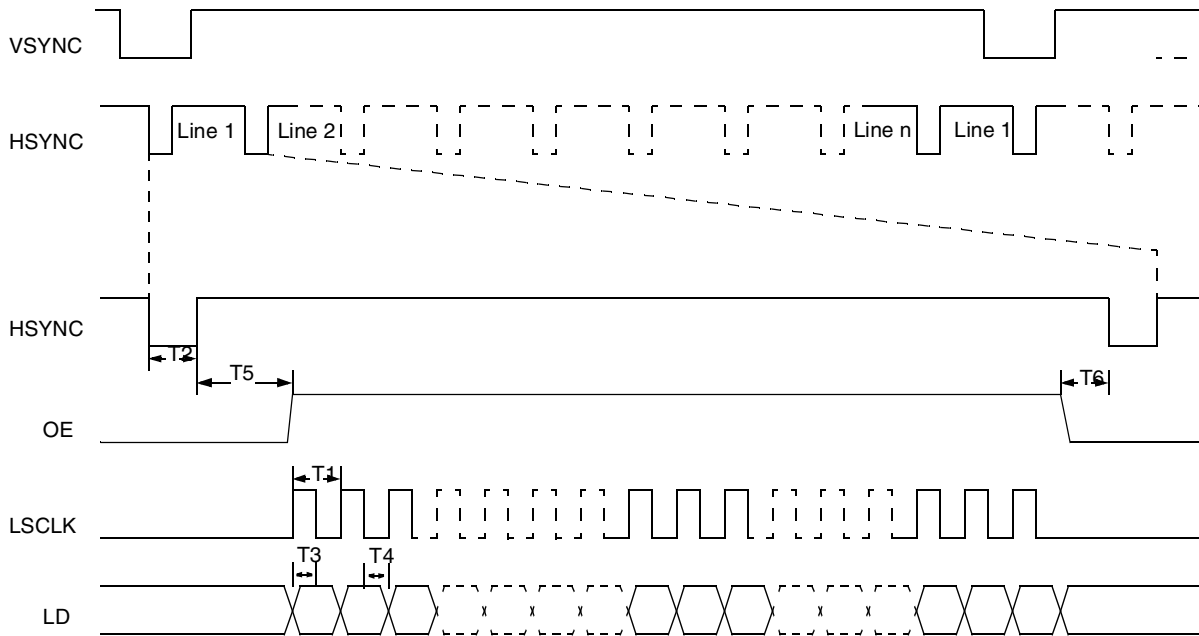 VSYNC
HSYNC
Line 1
Line 2
Line n
Line 1
HSYNC
T2
T5
T6
OE
T1
LSCLK
T3
T4
LD